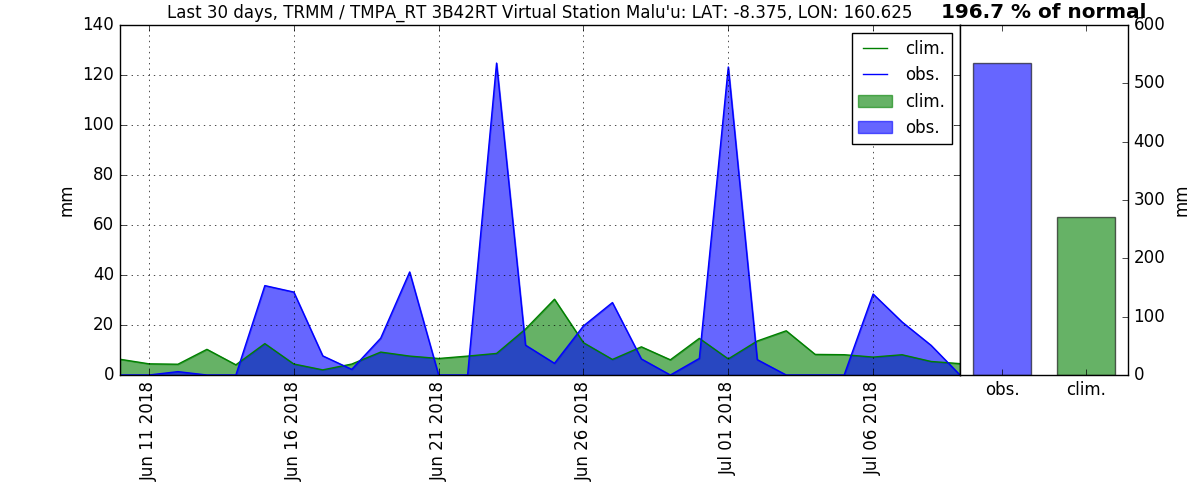 Last 30 days, TRMM / TMPA_RT 3B42RT Virtual Station Malu'u: LAT: -8.375, LON: 160.625
196.7 % of normal
140
120
100
80
60
40
20
0
mm
clim.
obs.
clim.
obs.
Jun 11 2018
Jun 16 2018
Jun 21 2018
Jun 26 2018
Jul 01 2018
Jul 06 2018
600
500
400
300
200
100
0
mm
obs.
clim.